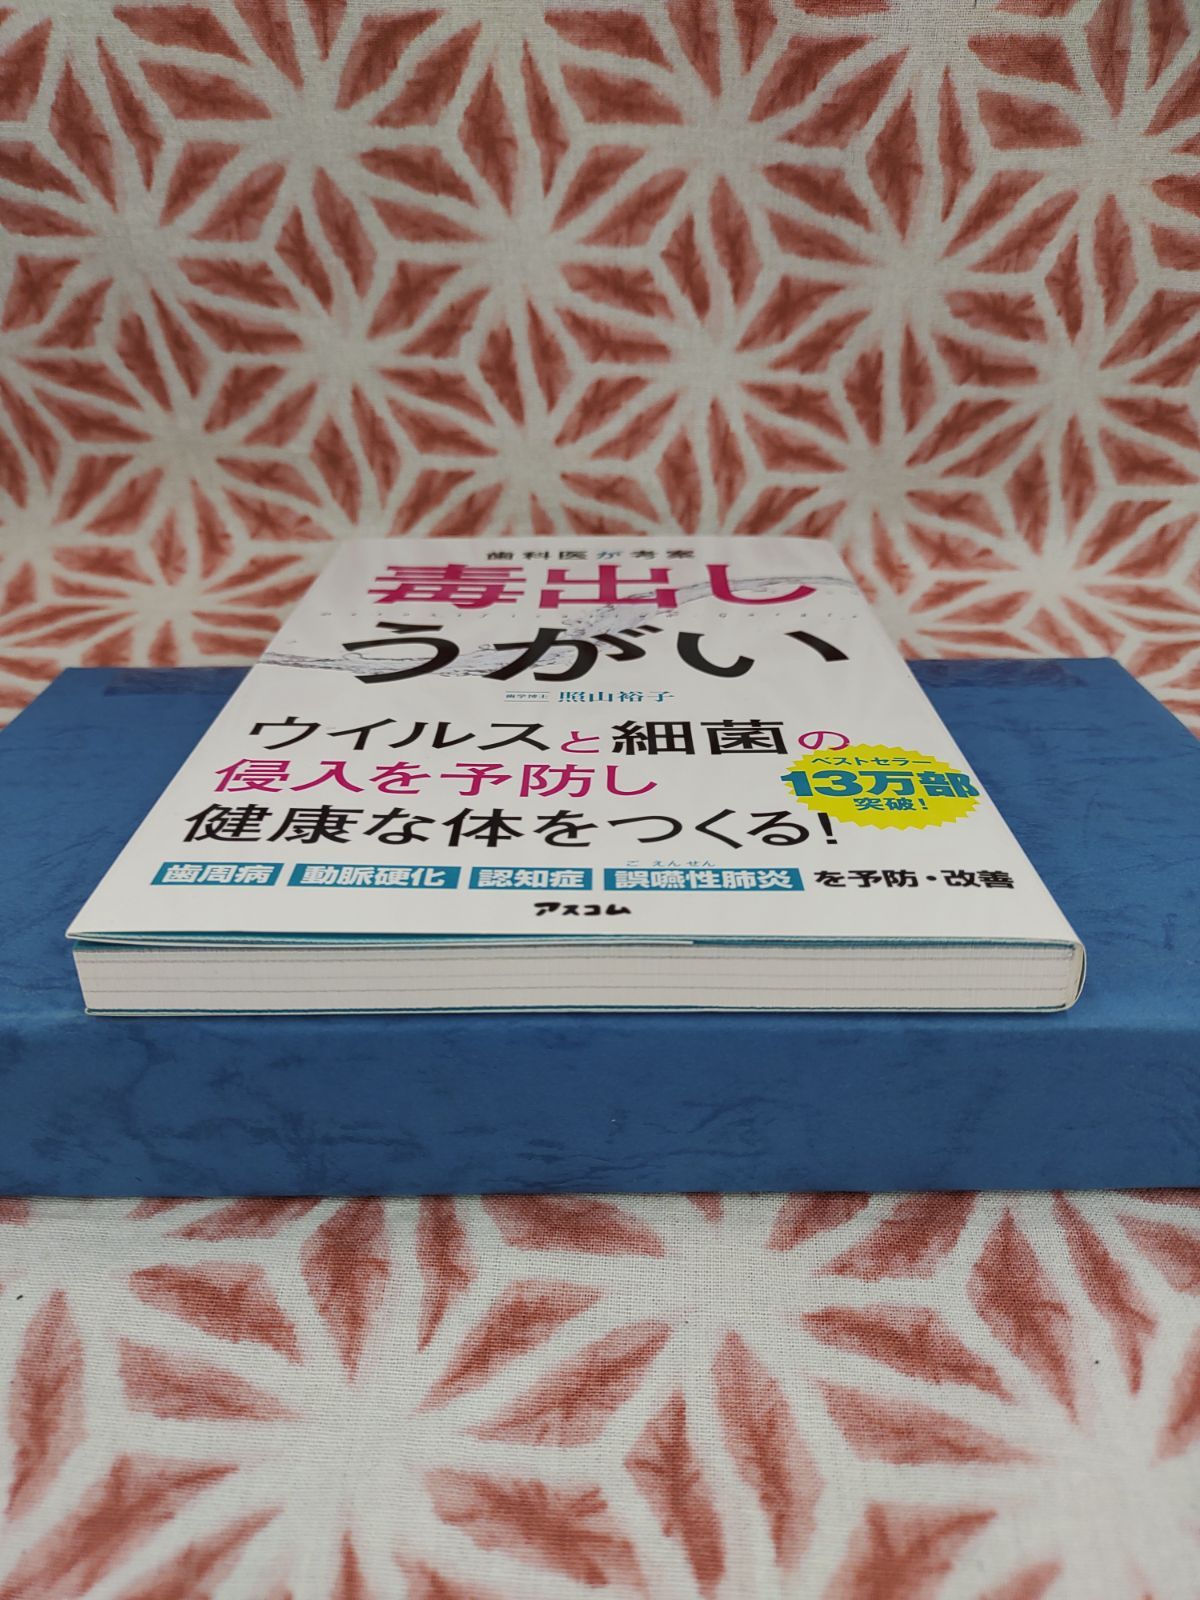 歯科医が考案
毒出し
Detoxification Gargle
うがい
歯学博士 照山裕子
ウイルスと細菌の
侵入を予防し
健康な体をつくる!
ベストセラー
13万部
突破!
ごえんせん
歯周病 動脈硬化 認知症 誤嚥性肺炎 を予防・改善
アスコム